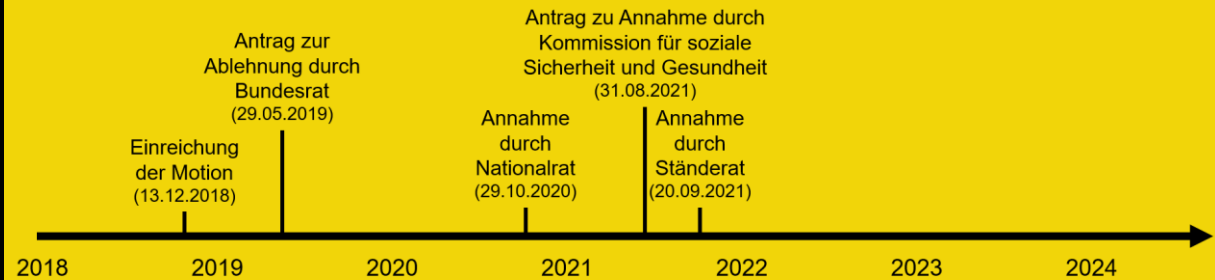 Einreichung
der Motion
(13.12.2018)
Antrag zur
Ablehnung durch
Bundesrat
(29.05.2019)
Annahme
durch
Nationalrat
(29.10.2020)
Antrag zu Annahme durch
Kommission für soziale
Sicherheit und Gesundheit
(31.08.2021)
Annahme
durch
Ständerat
(20.09.2021)
2018 2019 2020 2021 2022 2023 2024